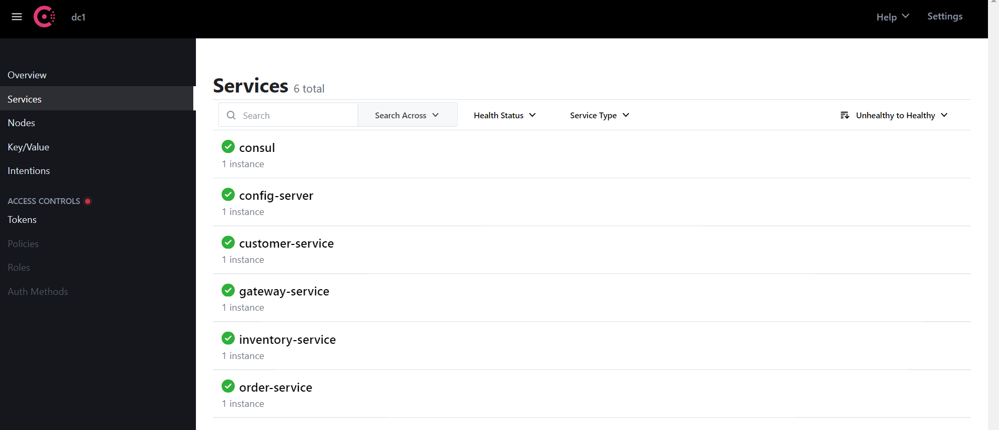 dc1
Help
Settings
Overview
Services
Nodes
Key/Value
Intentions
ACCESS CONTROLS
Tokens
Policies
Roles
Auth Methods
Services 6 total
Search
Search Across
Health Status
Service Type
Unhealthy to Healthy
consul
1 instance
config-server
1 instance
customer-service
1 instance
gateway-service
1 instance
inventory-service
1 instance
order-service
1 instance